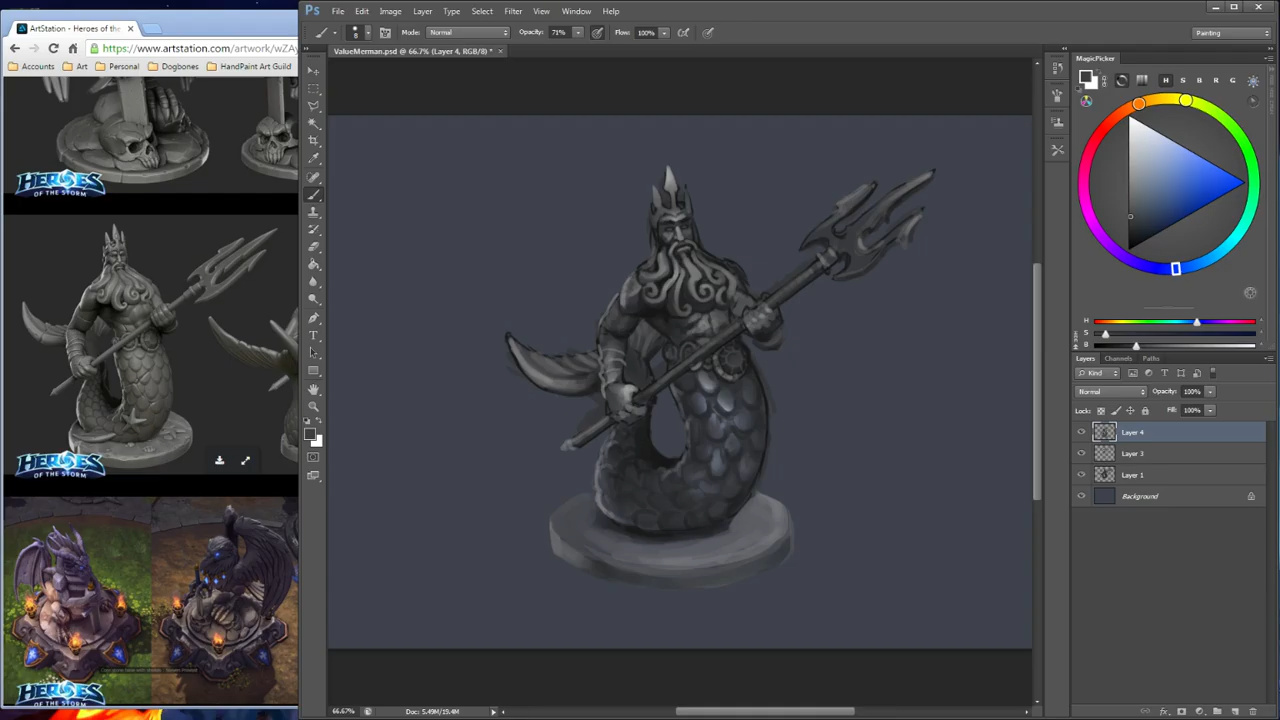 Ps File Edit Image Layer Type Select Filter View Window Help
ArtStation - Heroes of the
https://www.artstation.com/artwork/wZA
Accounts Art Personal Dogbones HandPaint Art Guild
Mode: Normal Opacity: 71% Flow: 100% Painting
ValueMerman.psd @ 66.7% (Layer 4, RGB/8) *
8
MagicPicker
H S B R G
HEROES
OF THE STORM
H
S
B
Layers Channels Paths
Kind
Normal Opacity: 100%
Locks: Fill: 100%
Layer 4
Layer 3
Layer 1
Background
HEROES
OF THE STORM
HEROES
OF THE STORM
66.67% Doc: 5.49M/19.4M